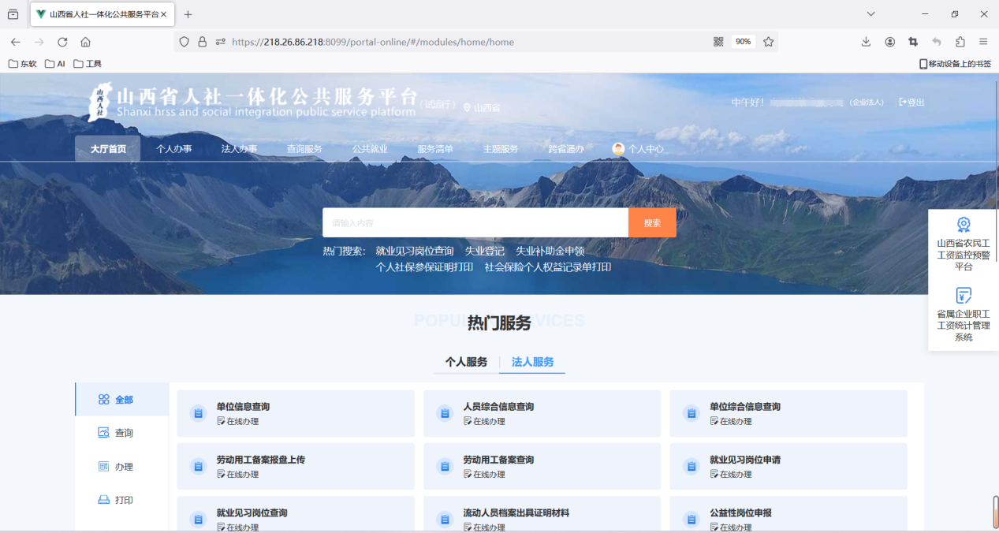 山西省人社一体化公共服务平台
https://218.26.86.218:8099/portal-online/#/modules/home/home
90%
东软 AI 工具
移动设备上的书签
山西人社
山西省人社一体化公共服务平台
(试运行)
山西省
Shanxi hrss and social integration public service platform
中午好!
(企业法人)
登出
大厅首页 个人办事 法人办事 查询服务 公共就业 服务清单 主题服务 跨省通办 个人中心
请输入内容
搜索
热门搜索: 就业见习岗位查询 失业登记 失业补助金申领
个人社保参保证明打印 社会保险个人权益记录单打印
山西省农民工
工资监控预警
平台
省属企业职工
工资统计管理
系统
热门服务
个人服务 法人服务
全部
查询
办理
打印
单位信息查询
在线办理
人员综合信息查询
在线办理
单位综合信息查询
在线办理
劳动用工备案报盘上传
在线办理
劳动用工备案查询
在线办理
就业见习岗位申请
在线办理
就业见习岗位查询
在线办理
流动人员档案出具证明材料
在线办理
公益性岗位申报
在线办理